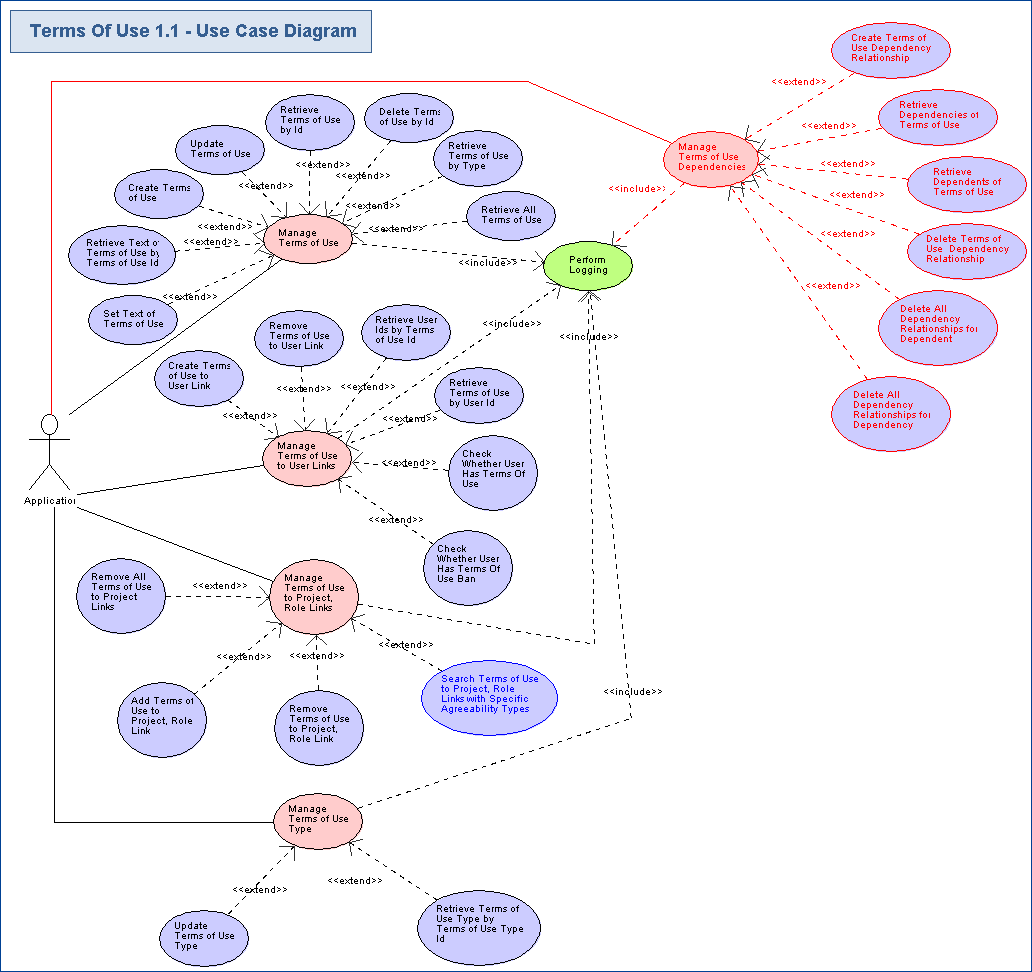 Terms Of Use 1.1 - Use Case Diagram
Create Terms of
Use Dependency
Relationship
<<extend>>
Retrieve
Dependencies of
Terms of Use
<<extend>>
Manage
Terms of Use
Dependencies
<<extend>>
Retrieve
Dependents of
Terms of Use
<<extend>>
<<include>>
Delete Terms of
Use Dependency
Relationship
<<extend>>
Delete All
Dependency
Relationships for
Dependent
<<extend>>
Delete All
Dependency
Relationships for
Dependency
Retrieve
Terms of Use
by Id
Delete Terms
of Use by Id
Update
Terms of Use
Retrieve
Terms of Use
by Type
<<extend>>
<<extend>>
<<extend>>
Create Terms
of Use
<<extend>>
Retrieve All
Terms of Use
<<extend>>
<<extend>>
Retrieve Text of
Terms of Use by
Terms of Use Id
<<extend>>
Manage
Terms of Use
<<include>>
Perform
Logging
<<extend>>
Set Text of
Terms of Use
Remove
Terms of Use
to User Link
Retrieve User
Ids by Terms
of Use Id
<<include>>
<<include>>
Create Terms
of Use to
User Link
<<extend>>
<<extend>>
Retrieve
Terms of Use
by User Id
<<extend>>
<<extend>>
Manage
Terms of Use
to User Links
<<extend>>
Check
Whether User
Has Terms Of
Use
Application
<<extend>>
Check
Whether User
Has Terms Of
Use Ban
Remove All
Terms of Use
to Project
Links
<<extend>>
Manage
Terms of Use
to Project,
Role Links
<<extend>>
<<extend>>
<<extend>>
Add Terms of
Use to
Project, Role
Link
Remove
Terms of Use
to Project,
Role Link
Search Terms of Use
to Project, Role
Links with Specific
Agreeability Types
<<include>>
Manage
Terms of Use
Type
<<extend>>
<<extend>>
Update
Terms of Use
Type
Retrieve Terms of
Use Type by
Terms of Use Type
Id